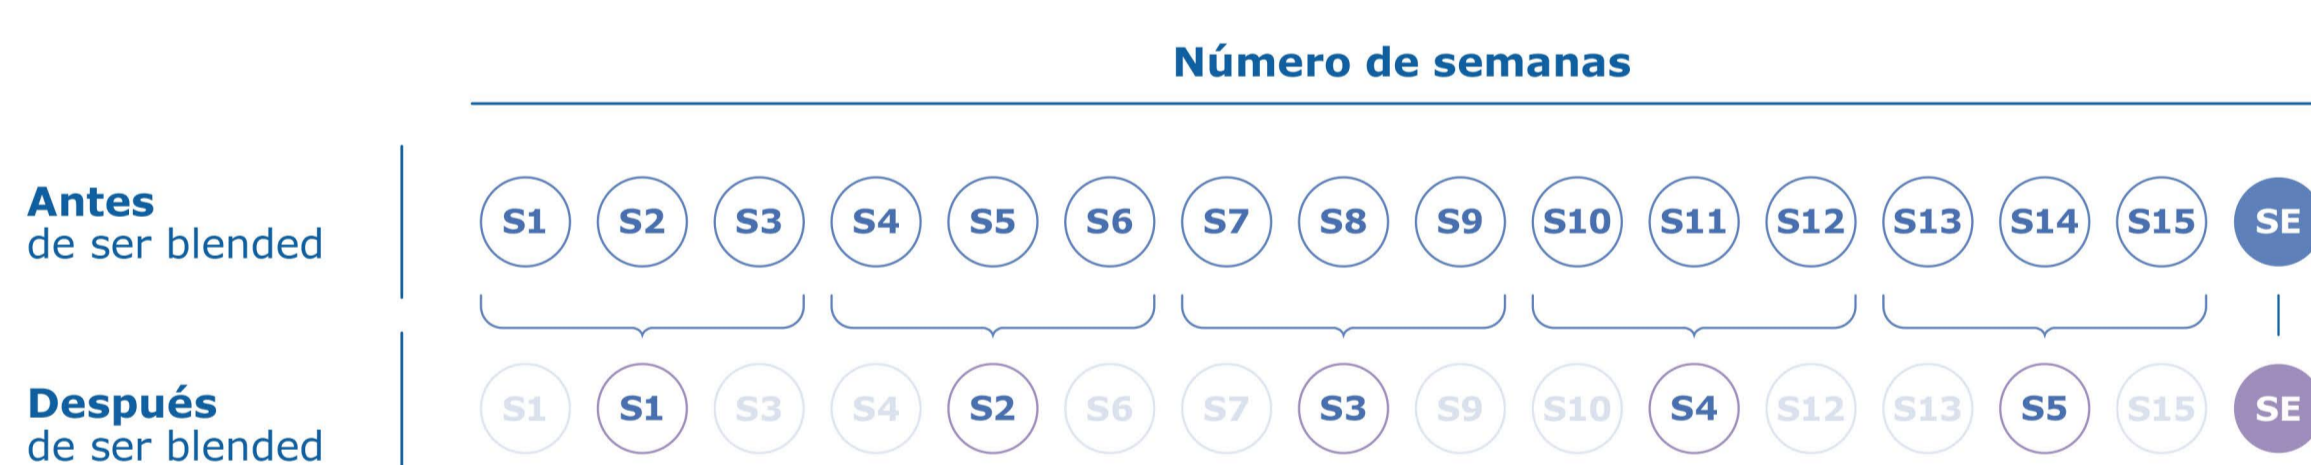 Número de semanas
Antes
de ser blended
S1 S2 S3 S4 S5 S6 S7 S8 S9 S10 S11 S12 S13 S14 S15 SE
Después
de ser blended
S1 S1 S3 S4 S2 S6 S7 S3 S9 S10 S4 S12 S13 S5 S15 SE